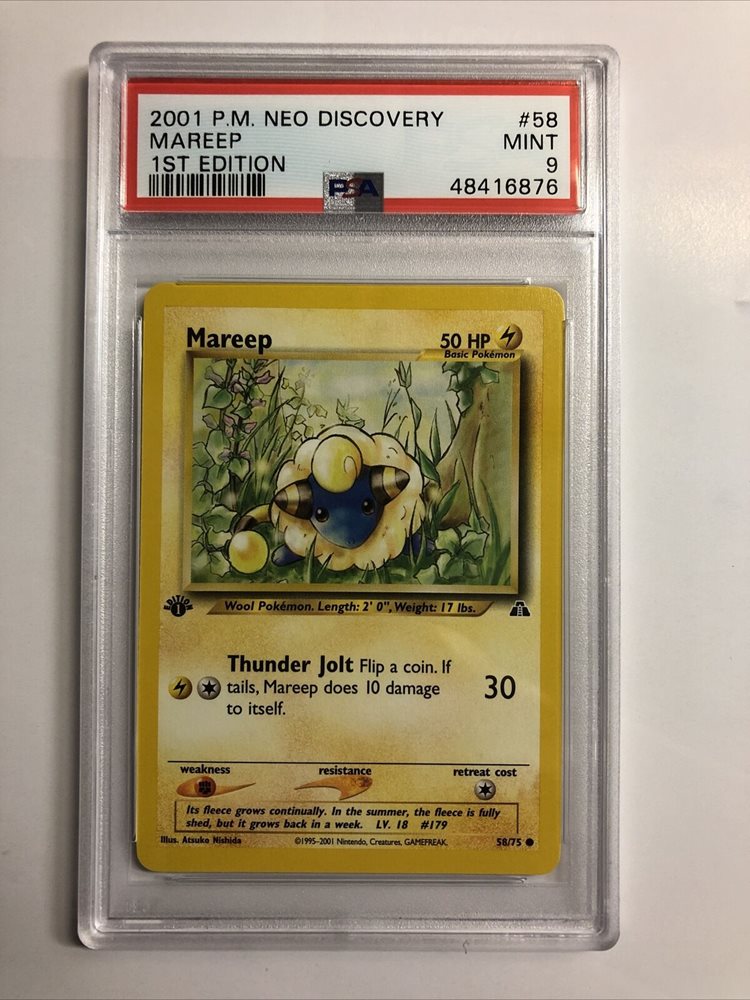 2001 P.M. NEO DISCOVERY #58
MAREEP MINT
1ST EDITION 9
PSA 48416876
Mareep 50 HP
Basic Pokémon
EDITION 1
Wool Pokémon. Length: 2' 0", Weight: 17 lbs.
Thunder Jolt Flip a coin. If
tails, Mareep does 10 damage 30
to itself.
weakness resistance retreat cost
Its fleece grows continually. In the summer, the fleece is fully
shed, but it grows back in a week. LV. 18 #179
Illus. Atsuko Nishida ©1995-2001 Nintendo, Creatures, GAMEFREAK. 58/75